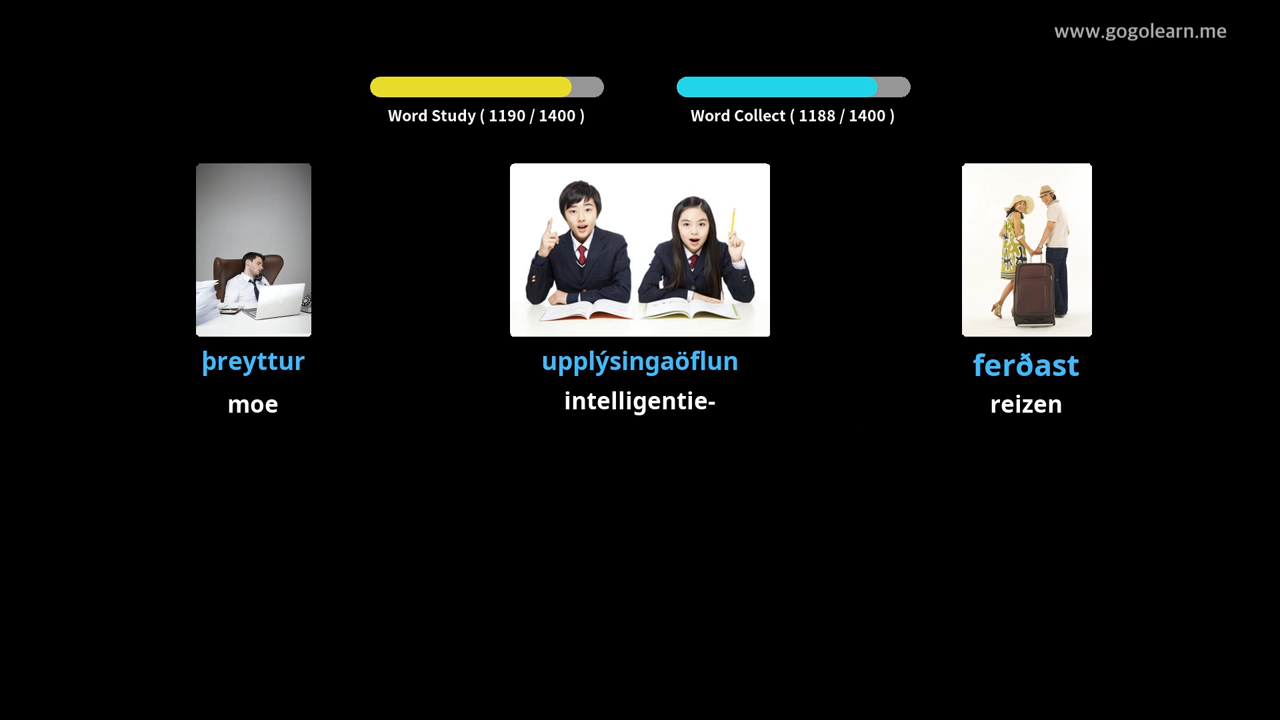 www.gogolearn.me
Word Study ( 1190 / 1400 )
Word Collect ( 1188 / 1400 )
þreyttur
moe
upplýsingaöflun
intelligentie-
ferðast
reizen